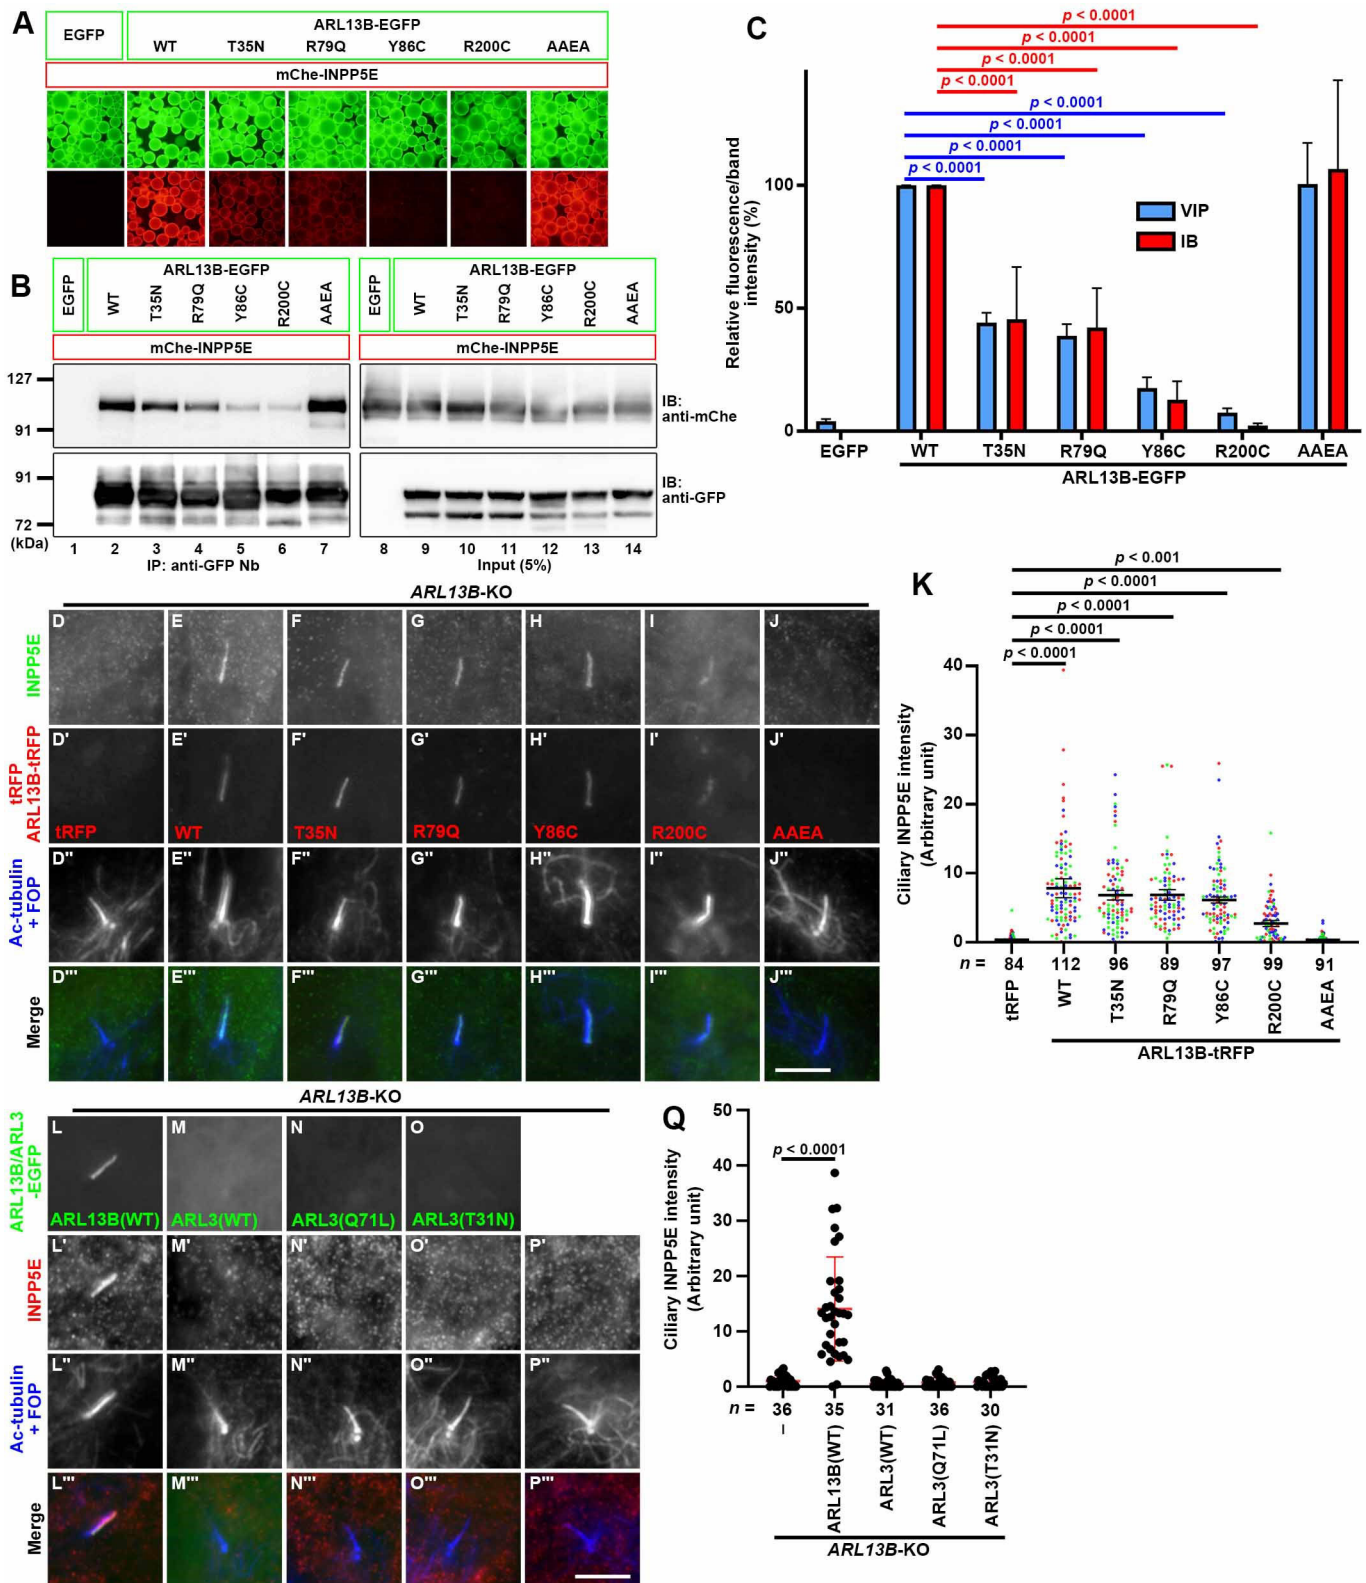 A
EGFP
ARL13B-EGFP
WT T35N R79Q Y86C R200C AAEA
mChe-INPP5E
B
EGFP
ARL13B-EGFP
WT T35N R79Q Y86C R200C AAEA
mChe-INPP5E
EGFP
ARL13B-EGFP
WT T35N R79Q Y86C R200C AAEA
mChe-INPP5E
127
91
IB:
anti-mChe
91
72
(kDa)
IB:
anti-GFP
1 2 3 4 5 6 7
IP: anti-GFP Nb
8 9 10 11 12 13 14
Input (5%)
C
p < 0.0001
p < 0.0001
p < 0.0001
p < 0.0001
p < 0.0001
p < 0.0001
p < 0.0001
p < 0.0001
Relative fluorescence/band
intensity (%)
100
50
0
VIP
IB
EGFP WT T35N R79Q Y86C R200C AAEA
ARL13B-EGFP
ARL13B-KO
INPP5E
D E F G H I J
tRFP
ARL13B-tRFP
D' E' F' G' H' I' J'
tRFP WT T35N R79Q Y86C R200C AAEA
Ac-tubulin
+ FOP
D" E" F" G" H" I" J"
Merge
D"' E"' F"' G"' H"' I"' J"'
K
p < 0.001
p < 0.0001
p < 0.0001
p < 0.0001
p < 0.0001
Ciliary INPP5E intensity
(Arbitrary unit)
40
30
20
10
0
n = 84 112 96 89 97 99 91
tRFP WT T35N R79Q Y86C R200C AAEA
ARL13B-tRFP
ARL13B-KO
ARL13B/ARL3
-EGFP
L M N O
ARL13B(WT) ARL3(WT) ARL3(Q71L) ARL3(T31N)
INPP5E
L' M' N' O' P'
Ac-tubulin
+ FOP
L" M" N" O" P"
Merge
L"' M"' N"' O"' P"'
Q
p < 0.0001
Ciliary INPP5E intensity
(Arbitrary unit)
50
40
30
20
10
0
n = 36 35 31 36 30
– ARL13B(WT) ARL3(WT) ARL3(Q71L) ARL3(T31N)
ARL13B-KO